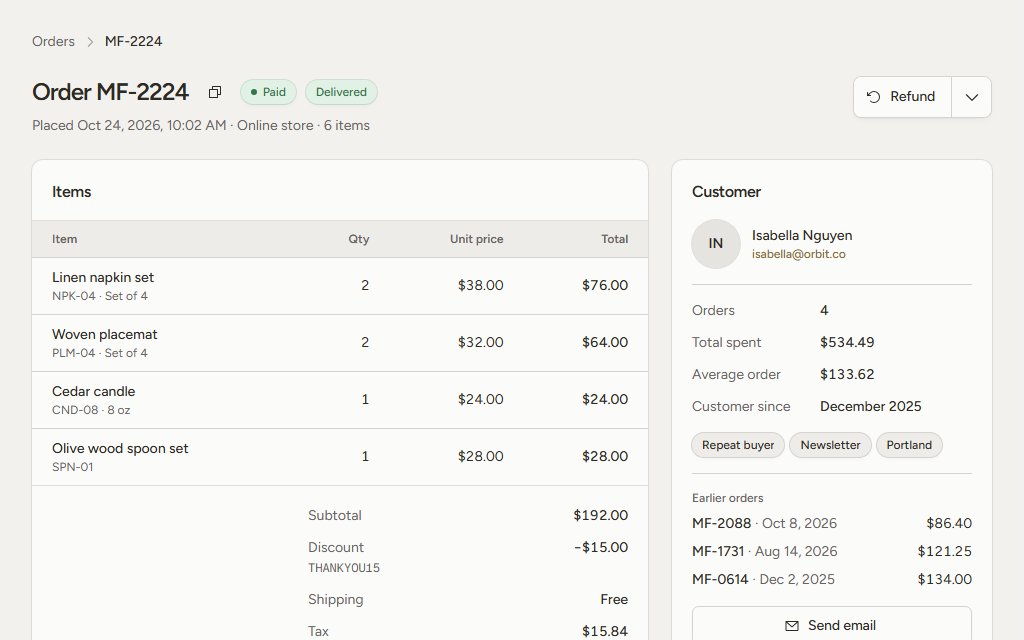 Orders > MF-2224
Order MF-2224
Paid
Delivered
Refund
Placed Oct 24, 2026, 10:02 AM · Online store · 6 items
Items
Item Qty Unit price Total
Linen napkin set
NPK-04 · Set of 4
2 $38.00 $76.00
Woven placemat
PLM-04 · Set of 4
2 $32.00 $64.00
Cedar candle
CND-08 · 8 oz
1 $24.00 $24.00
Olive wood spoon set
SPN-01
1 $28.00 $28.00
Subtotal $192.00
Discount −$15.00
THANKYOU15
Shipping Free
Tax $15.84
Customer
IN
Isabella Nguyen
isabella@orbit.co
Orders 4
Total spent $534.49
Average order $133.62
Customer since December 2025
Repeat buyer Newsletter Portland
Earlier orders
MF-2088 · Oct 8, 2026 $86.40
MF-1731 · Aug 14, 2026 $121.25
MF-0614 · Dec 2, 2025 $134.00
Send email